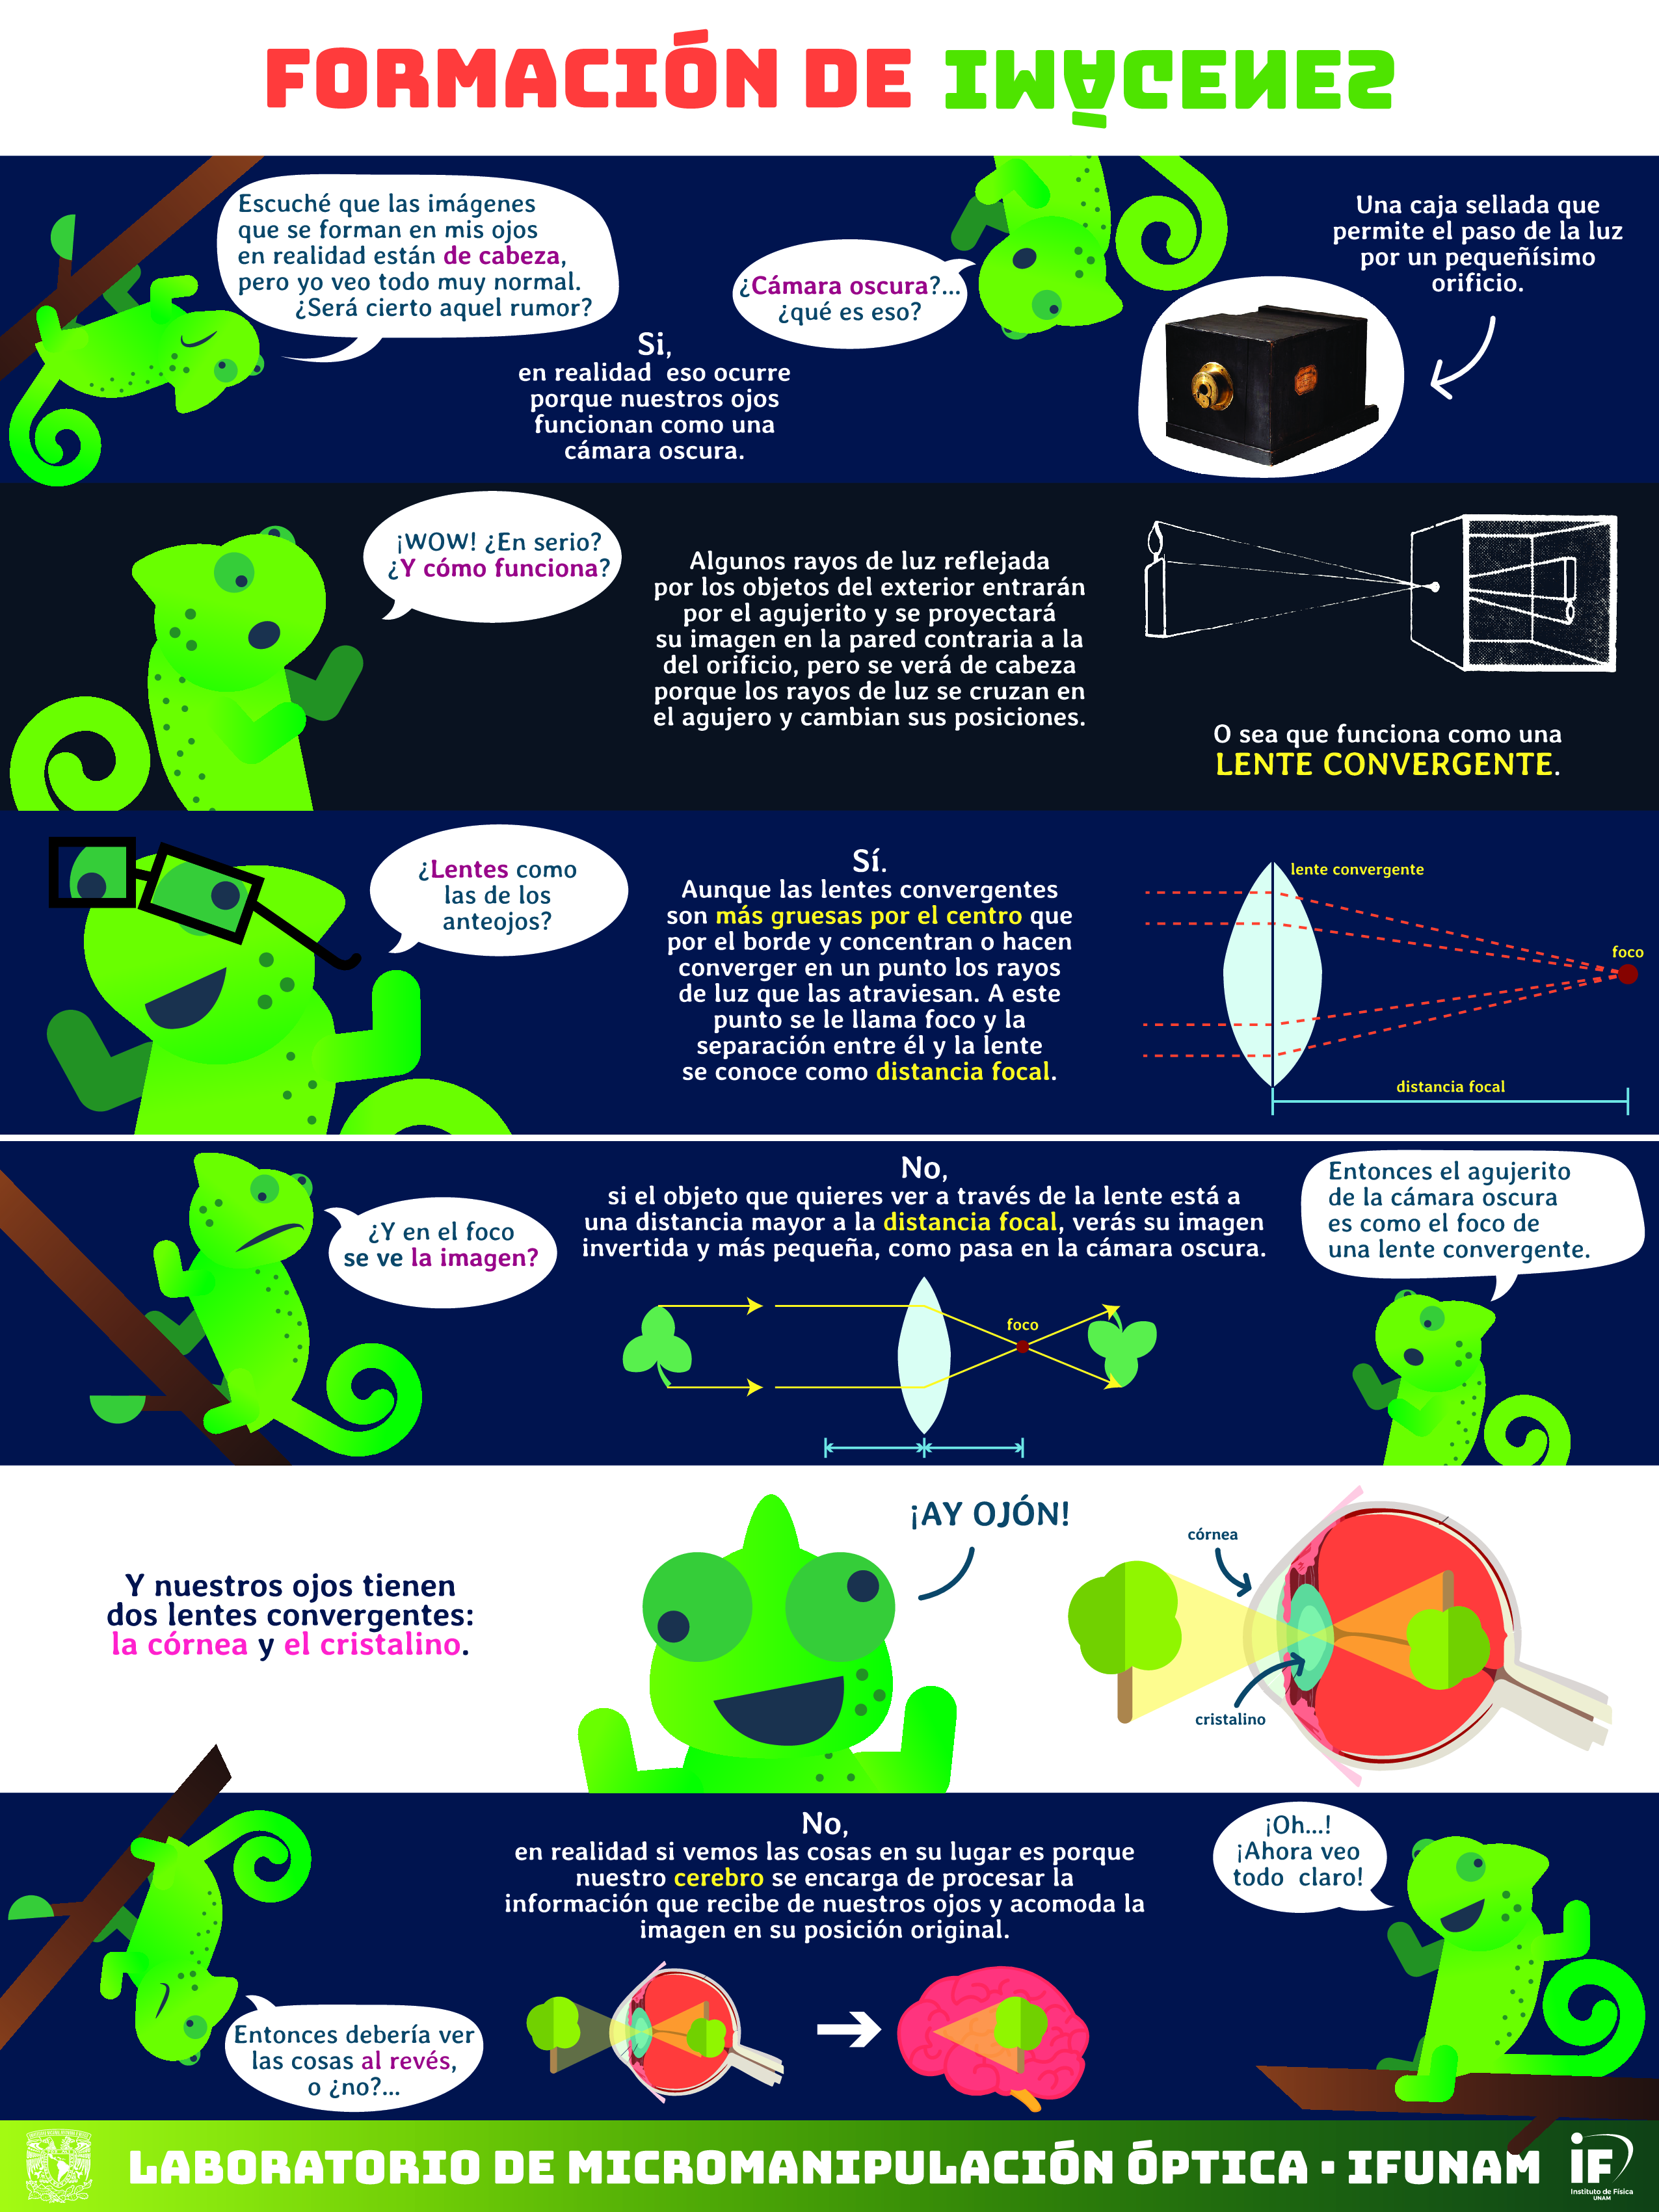 FORMACIÓN DE IMÁGENES
Escuché que las imágenes
que se forman en mis ojos
en realidad están de cabeza,
pero yo veo todo muy normal.
¿Será cierto aquel rumor?
Si,
en realidad eso ocurre
porque nuestros ojos
funcionan como una
cámara oscura.
¿Cámara oscura?...
¿qué es eso?
Una caja sellada que
permite el paso de la luz
por un pequeñísimo
orificio.
¡WOW! ¿En serio?
¿Y cómo funciona?
Algunos rayos de luz reflejada
por los objetos del exterior entrarán
por el agujerito y se proyectará
su imagen en la pared contraria a la
del orificio, pero se verá de cabeza
porque los rayos de luz se cruzan en
el agujero y cambian sus posiciones.
O sea que funciona como una
LENTE CONVERGENTE.
¿Lentes como
las de los
anteojos?
Sí.
Aunque las lentes convergentes
son más gruesas por el centro que
por el borde y concentran o hacen
converger en un punto los rayos
de luz que las atraviesan. A este
punto se le llama foco y la
separación entre él y la lente
se conoce como distancia focal.
lente convergente
foco
distancia focal
¿Y en el foco
se ve la imagen?
No,
si el objeto que quieres ver a través de la lente está a
una distancia mayor a la distancia focal, verás su imagen
invertida y más pequeña, como pasa en la cámara oscura.
foco
Entonces el agujerito
de la cámara oscura
es como el foco de
una lente convergente.
Y nuestros ojos tienen
dos lentes convergentes:
la córnea y el cristalino.
¡AY OJÓN!
córnea
cristalino
Entonces debería ver
las cosas al revés,
o ¿no?...
No,
en realidad si vemos las cosas en su lugar es porque
nuestro cerebro se encarga de procesar la
información que recibe de nuestros ojos y acomoda la
imagen en su posición original.
¡Oh...!
¡Ahora veo
todo claro!
LABORATORIO DE MICROMANIPULACIÓN ÓPTICA • IFUNAM
iF
Instituto de Física
UNAM